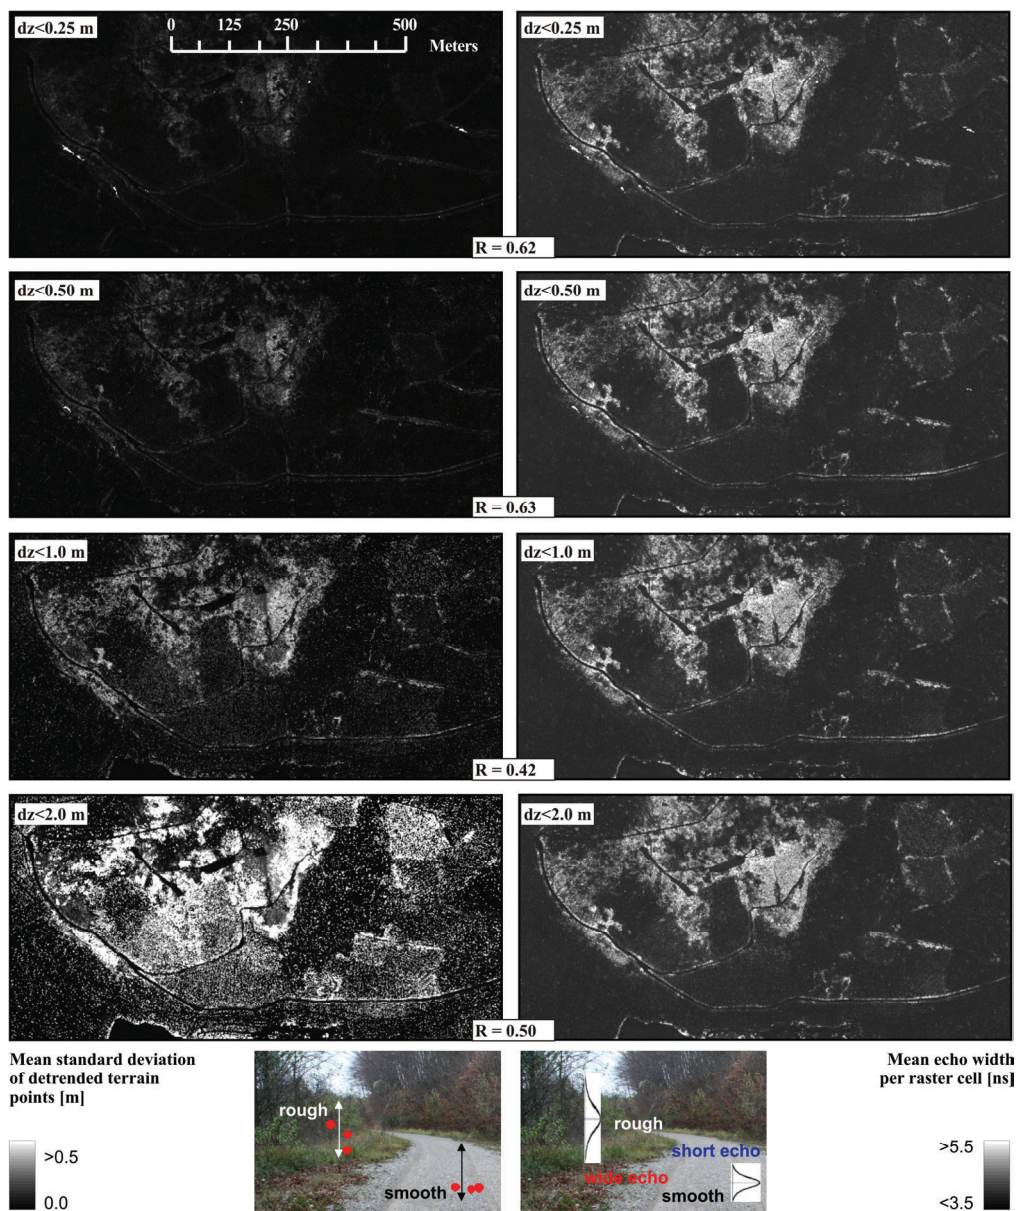 dz<0.25 m
0 125 250 500
Meters
dz<0.25 m
R = 0.62
dz<0.50 m
dz<0.50 m
R = 0.63
dz<1.0 m
dz<1.0 m
R = 0.42
dz<2.0 m
dz<2.0 m
R = 0.50
Mean standard deviation
of detrended terrain
points [m]
>0.5
0.0
rough
smooth
rough
short echo
wide echo
smooth
Mean echo width
per raster cell [ns]
>5.5
<3.5